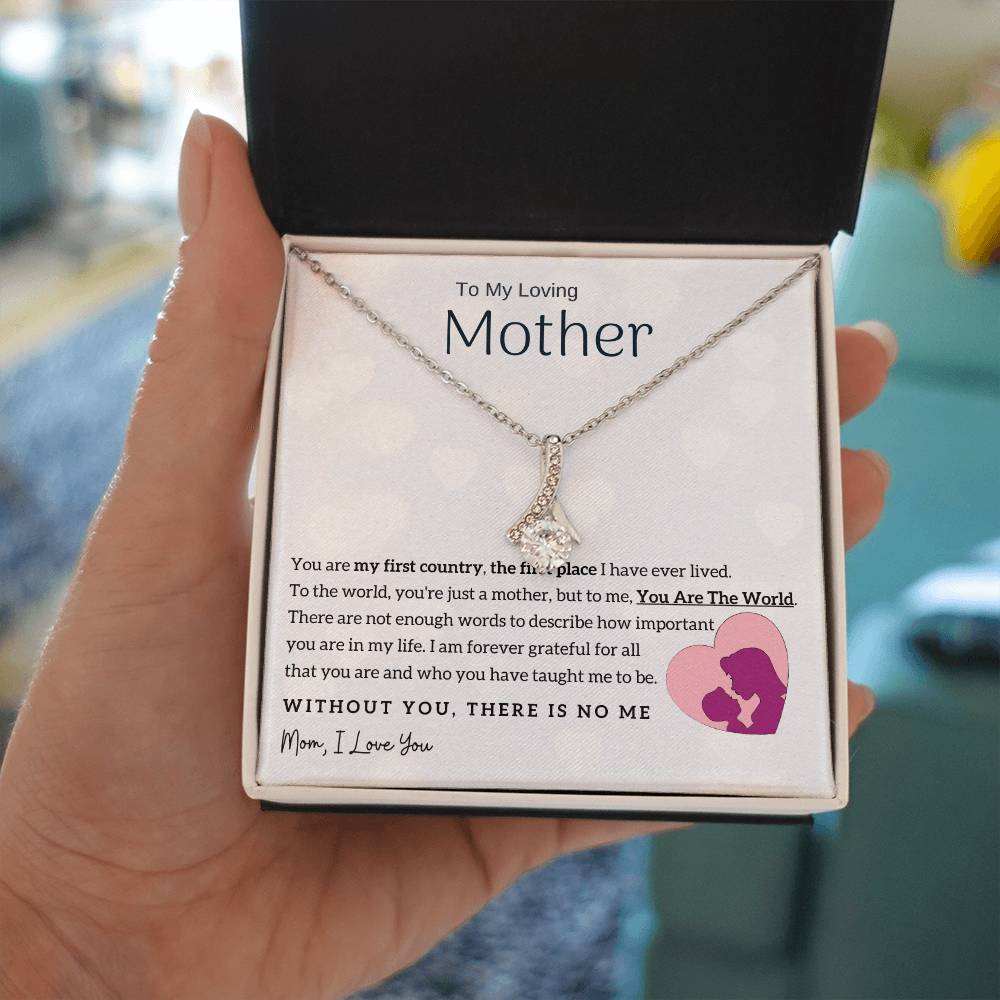 To My Loving
Mother
You are my first country, the first place I have ever lived.
To the world, you're just a mother, but to me, You Are The World.
There are not enough words to describe how important
you are in my life. I am forever grateful for all
that you are and who you have taught me to be.
WITHOUT YOU, THERE IS NO ME
Mom, I Love You